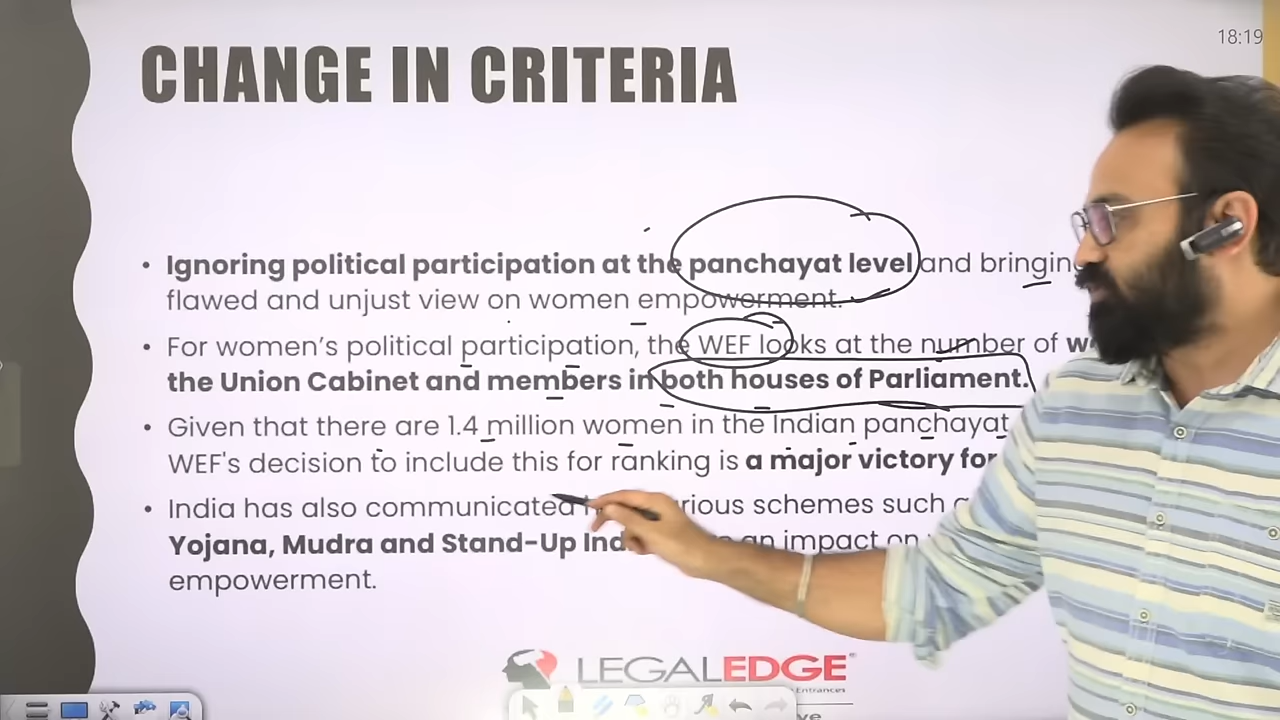 18:19
CHANGE IN CRITERIA
• Ignoring political participation at the panchayat level and bringing
flawed and unjust view on women empowerment.
• For women's political participation, the WEF looks at the number of
the Union Cabinet and members in both houses of Parliament.
• Given that there are 1.4 million women in the Indian panchayat
WEF's decision to include this for ranking is a major victory for
• India has also communicated schemes such
Yojana, Mudra and Stand-Up an impact on
empowerment.
LEGALEDGE
Entrances